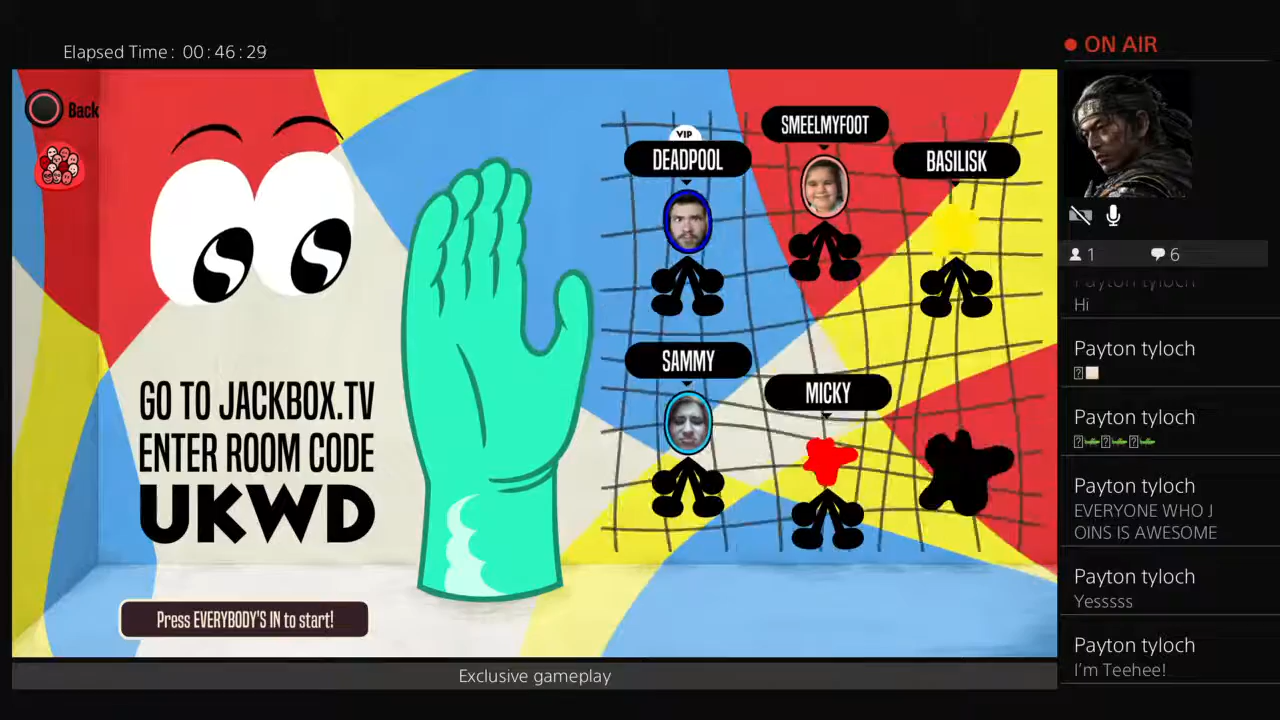 Elapsed Time: 00:46:29
ON AIR
Back
VIP
DEADPOOL
SMEELMYFOOT
BASILISK
SAMMY
MICKY
GO TO JACKBOX.TV
ENTER ROOM CODE
UKWD
Press EVERYBODY'S IN to start!
Exclusive gameplay
1
6
Payton tyloch
Hi
Payton tyloch
Payton tyloch
Payton tyloch
EVERYONE WHO J
OINS IS AWESOME
Payton tyloch
Yesssss
Payton tyloch
I'm Teehee!